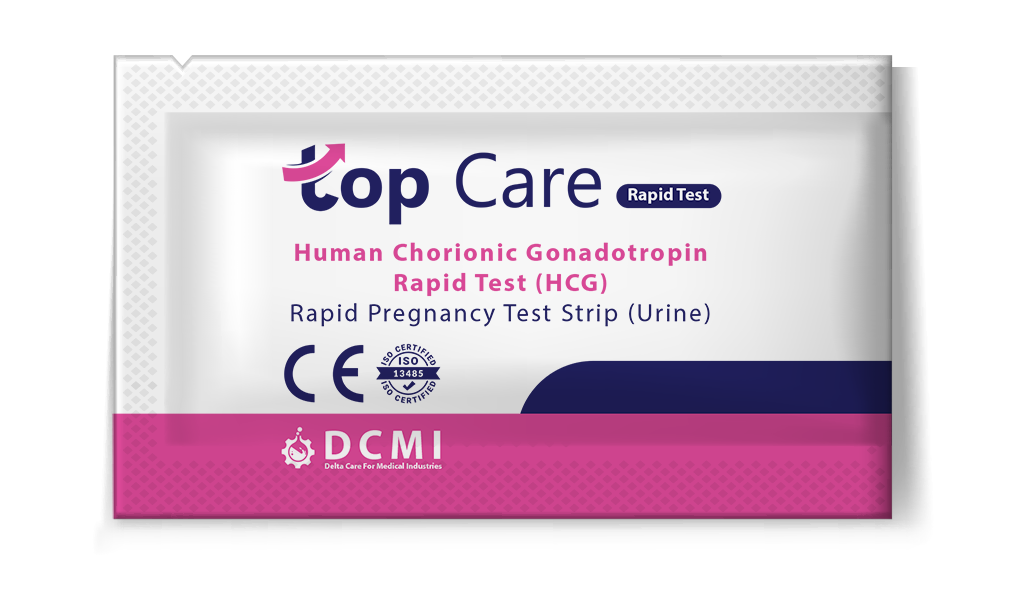 top Care Rapid Test
Human Chorionic Gonadotropin
Rapid Test (HCG)
Rapid Pregnancy Test Strip (Urine)
CE
ISO CERTIFIED
ISO
13485
ISO CERTIFIED
DCMI
Delta Care For Medical Industries